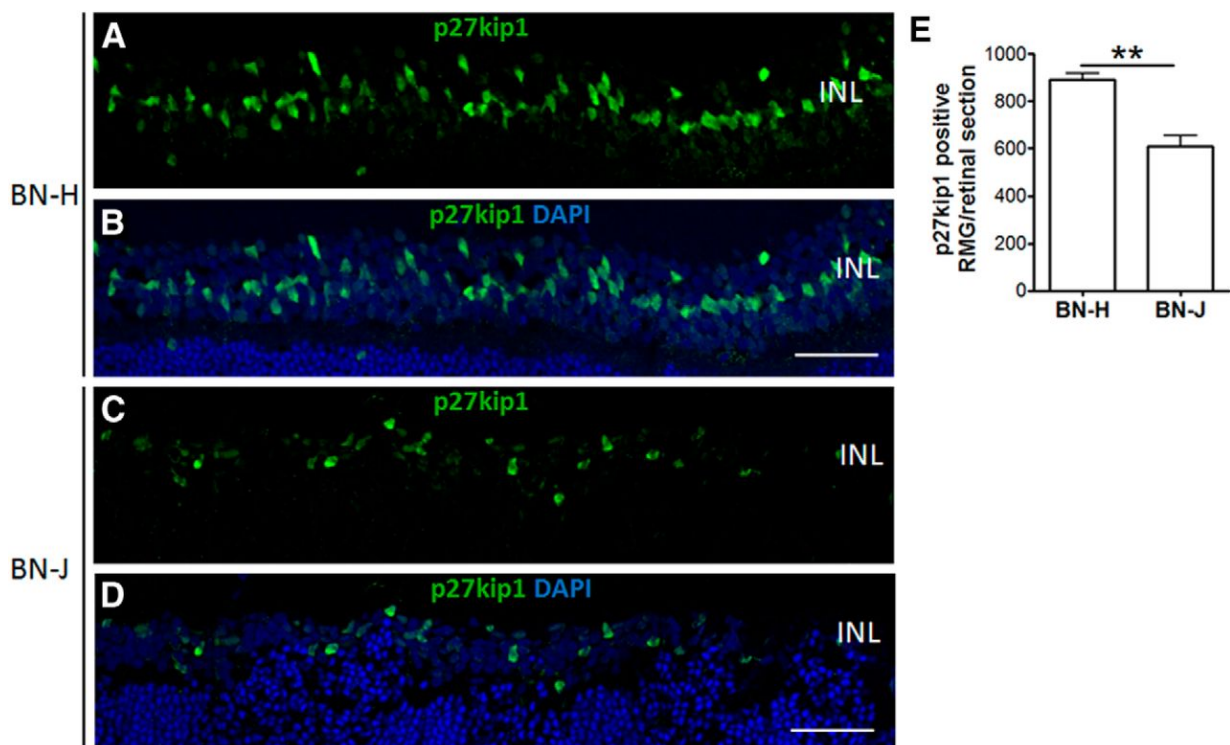 A
p27kip1
INL
BN-H
B
p27kip1 DAPI
INL
C
p27kip1
INL
BN-J
D
p27kip1 DAPI
INL
E
p27kip1 positive
RMG/retinal section
1000
800
600
400
200
0
**
BN-H
BN-J